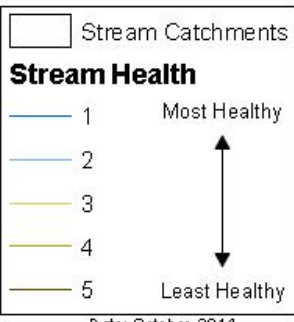 Stream Catchments
Stream Health
1 Most Healthy
2
3
4
5 Least Healthy